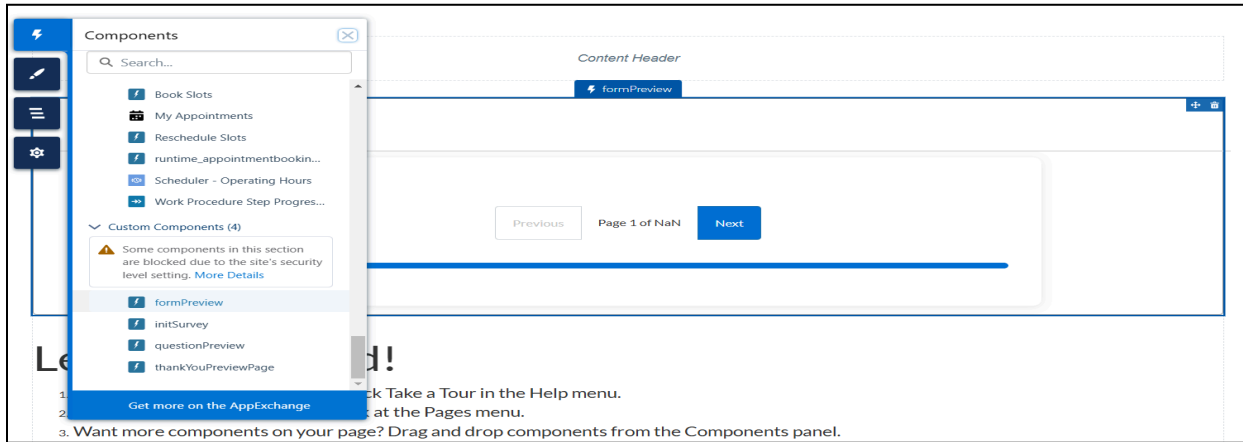 Components
Search...
Book Slots
My Appointments
Reschedule Slots
runtime_appointmentbookin...
Scheduler - Operating Hours
Work Procedure Step Progres...
Custom Components (4)
Some components in this section
are blocked due to the site's security
level setting. More Details
formPreview
initSurvey
questionPreview
thankYouPreviewPage
Get more on the AppExchange
Content Header
formPreview
Previous
Page 1 of NaN
Next
d!
Take a Tour in the Help menu.
at the Pages menu.
3. Want more components on your page? Drag and drop components from the Components panel.